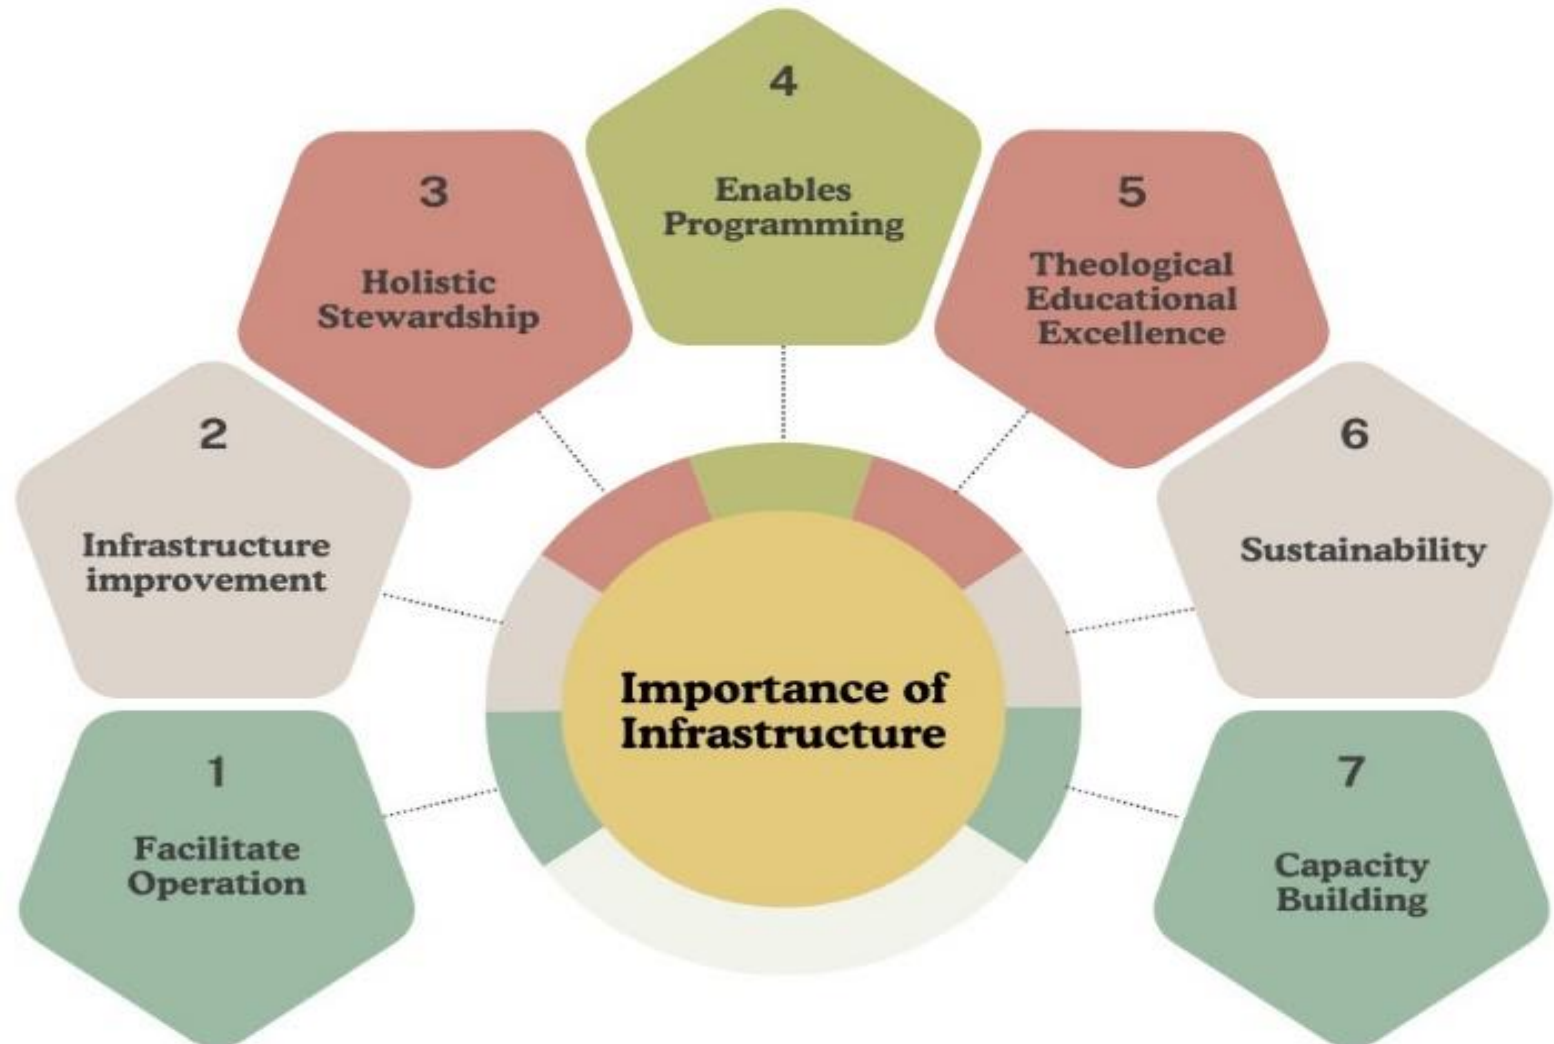 4
Enables
Programming
3
Holistic
Stewardship
5
Theological
Educational
Excellence
2
Infrastructure
improvement
6
Sustainability
Importance of
Infrastructure
1
Facilitate
Operation
7
Capacity
Building